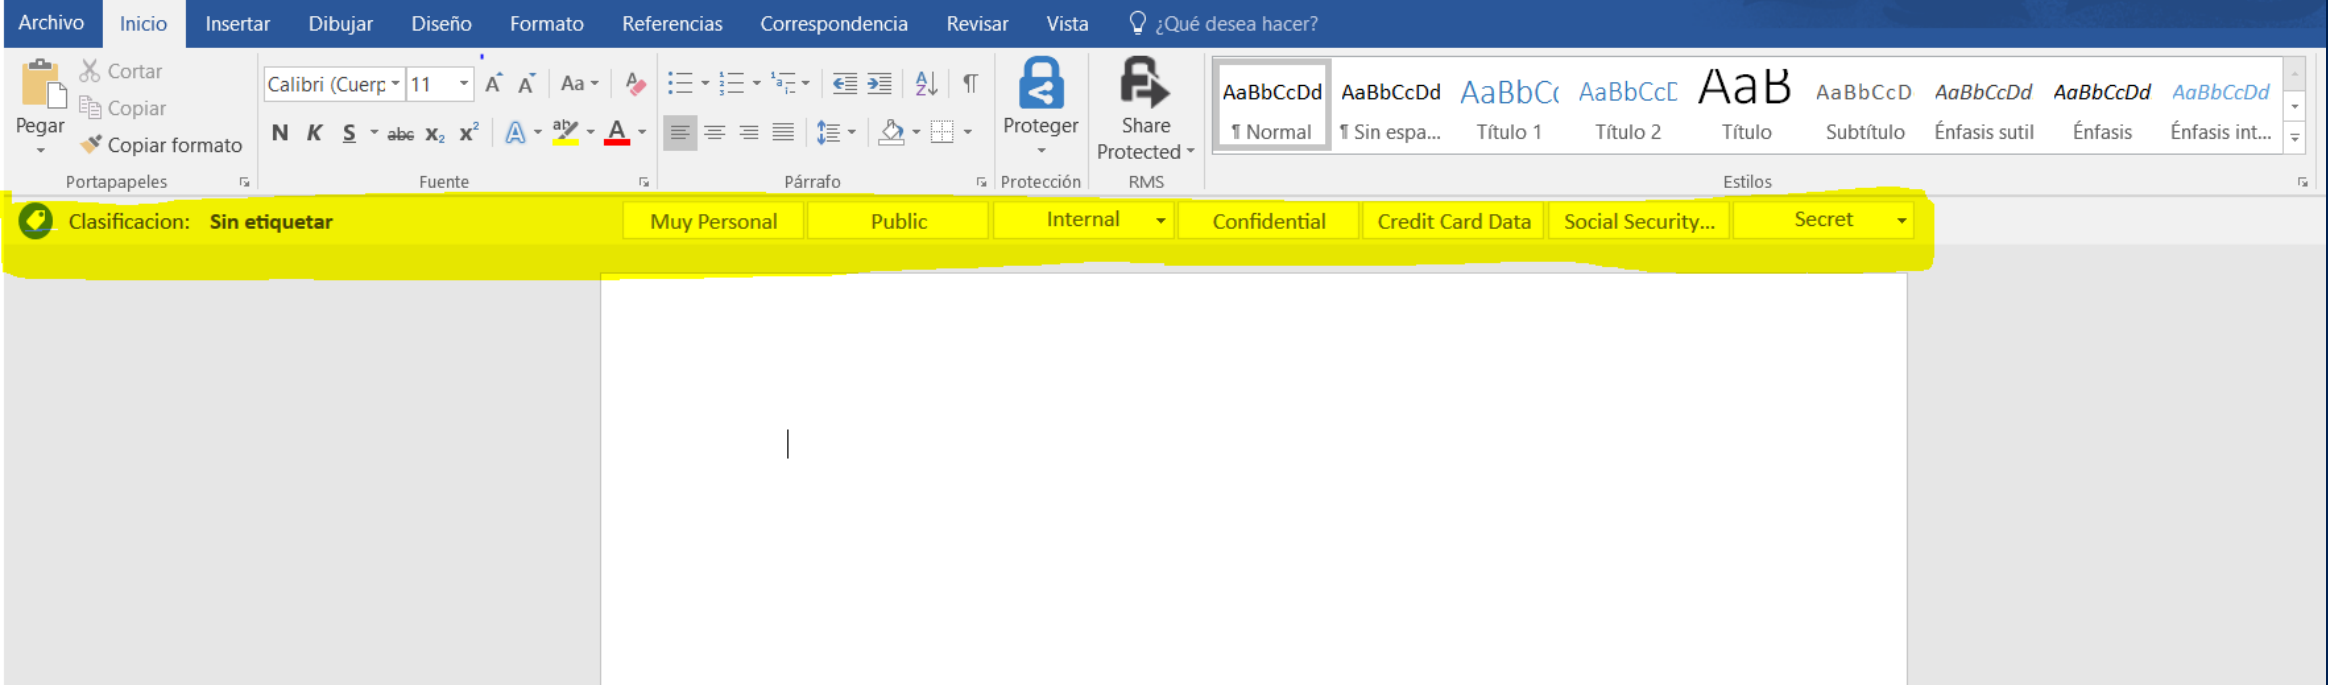 Archivo Inicio Insertar Dibujar Diseño Formato Referencias Correspondencia Revisar Vista ¿Qué desea hacer?
Pegar
Cortar
Copiar
Copiar formato
Portapapeles
Calibri (Cuerp 11 A A Aa A
N K S abc x₂ x² A ab A
Fuente
A Z ¶
Párrafo
Proteger
Protección
Share
Protected
RMS
AaBbCcDd AaBbCcDd AaBbCc AaBbCcD AaB AaBbCcD AaBbCcDd AaBbCcDd AaBbCcDd
¶ Normal ¶ Sin espa... Título 1 Título 2 Título Subtítulo Énfasis sutil Énfasis Énfasis int...
Estilos
Clasificacion: Sin etiquetar Muy Personal Public Internal Confidential Credit Card Data Social Security... Secret